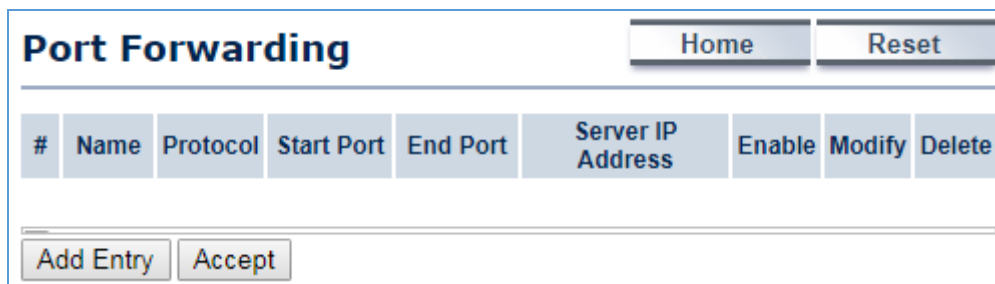 Port Forwarding
Home Reset
# Name Protocol Start Port End Port Server IP Address Enable Modify Delete
Add Entry Accept